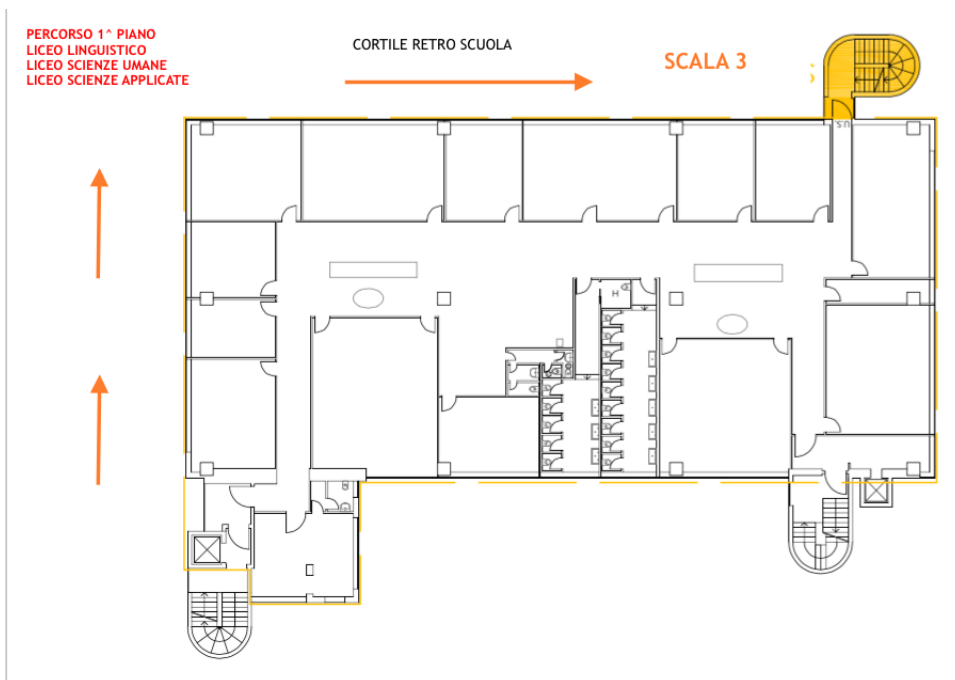 PERCORSO 1^ PIANO
LICEO LINGUISTICO
LICEO SCIENZE UMANE
LICEO SCIENZE APPLICATE
CORTILE RETRO SCUOLA
SCALA 3
U.S.
H